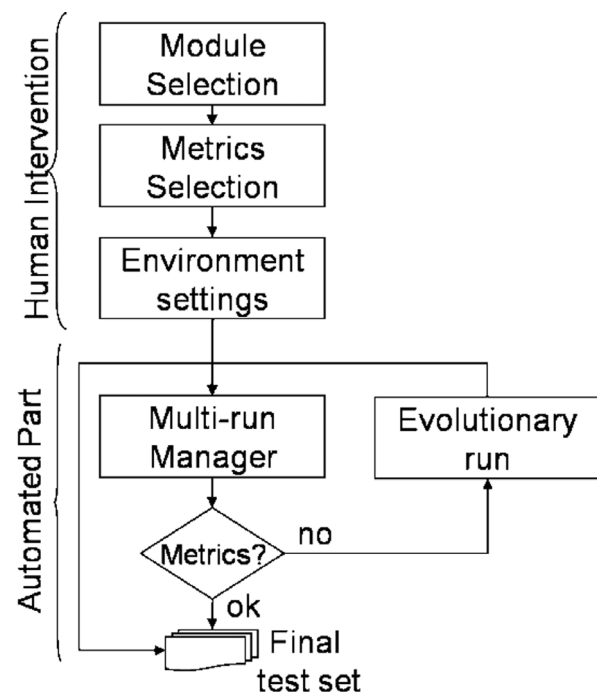 Human Intervention
Module
Selection
Metrics
Selection
Environment
settings
Automated Part
Multi-run
Manager
Evolutionary
run
Metrics?
no
ok
Final
test set